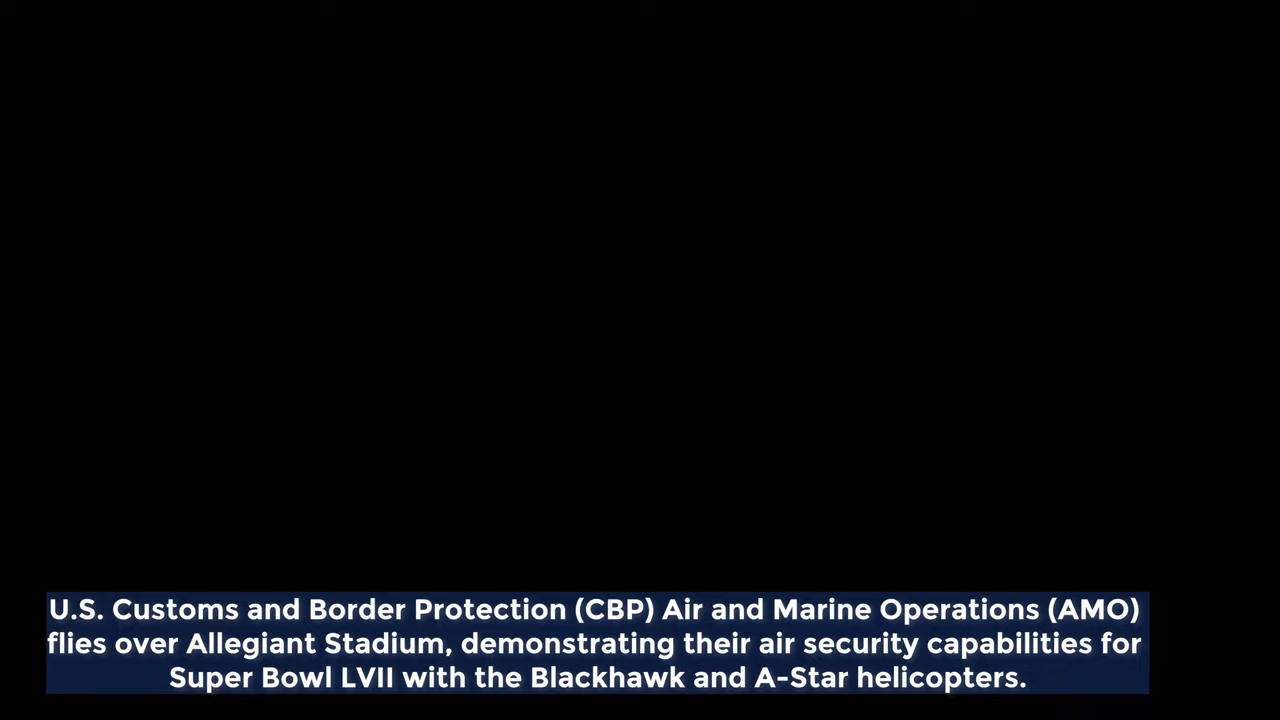 U.S. Customs and Border Protection (CBP) Air and Marine Operations (AMO)
flies over Allegiant Stadium, demonstrating their air security capabilities for
Super Bowl LVII with the Blackhawk and A-Star helicopters.